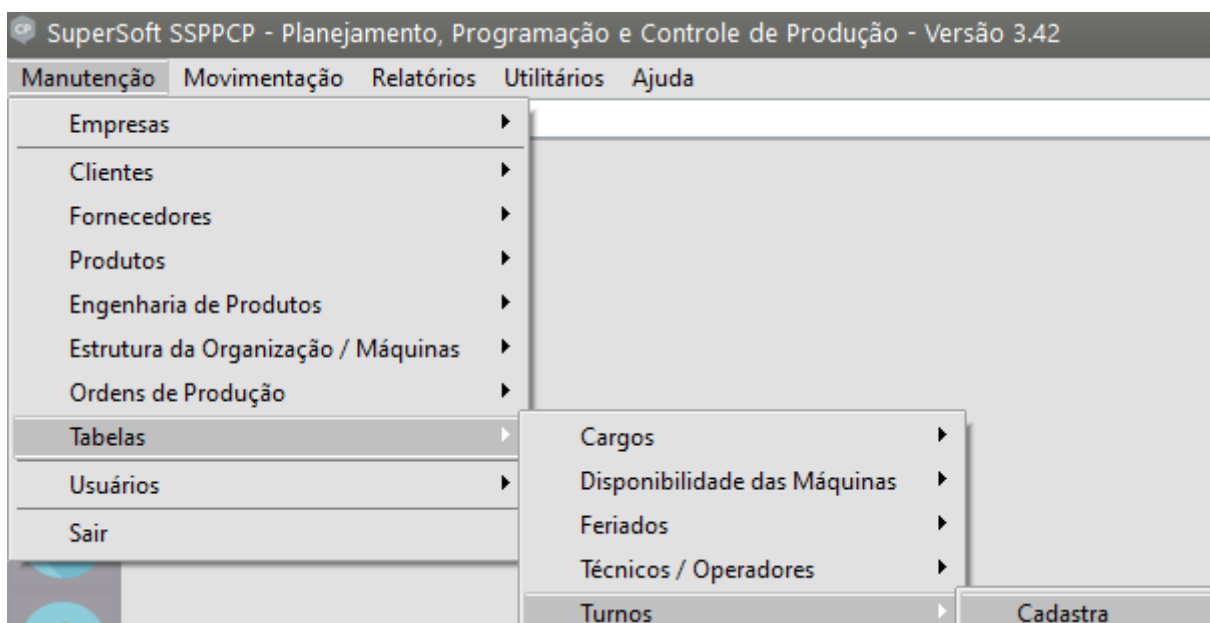 SuperSoft SSPPCP - Planejamento, Programação e Controle de Produção - Versão 3.42
Manutenção Movimentação Relatórios Utilitários Ajuda
Empresas
Clientes
Fornecedores
Produtos
Engenharia de Produtos
Estrutura da Organização / Máquinas
Ordens de Produção
Tabelas
Usuários
Sair
Cargos
Disponibilidade das Máquinas
Feriados
Técnicos / Operadores
Turnos
Cadastra